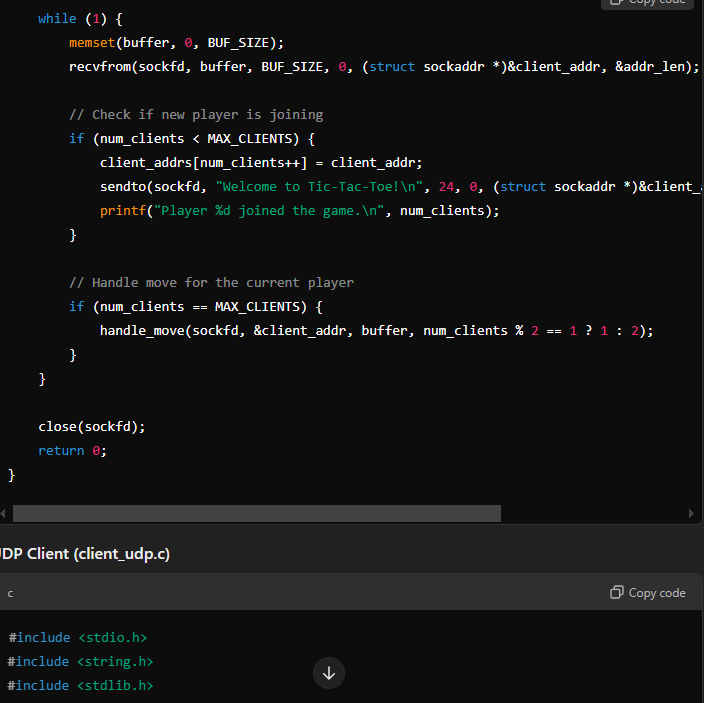 Copy code
while (1) {
memset(buffer, 0, BUF_SIZE);
recvfrom(sockfd, buffer, BUF_SIZE, 0, (struct sockaddr *)&client_addr, &addr_len);
// Check if new player is joining
if (num_clients < MAX_CLIENTS) {
client_addrs[num_clients++] = client_addr;
sendto(sockfd, "Welcome to Tic-Tac-Toe!\n", 24, 0, (struct sockaddr *)&client_
printf("Player %d joined the game.\n", num_clients);
}
// Handle move for the current player
if (num_clients == MAX_CLIENTS) {
handle_move(sockfd, &client_addr, buffer, num_clients % 2 == 1 ? 1 : 2);
}
}
close(sockfd);
return 0;
}
UDP Client (client_udp.c)
c
Copy code
#include <stdio.h>
#include <string.h>
#include <stdlib.h>